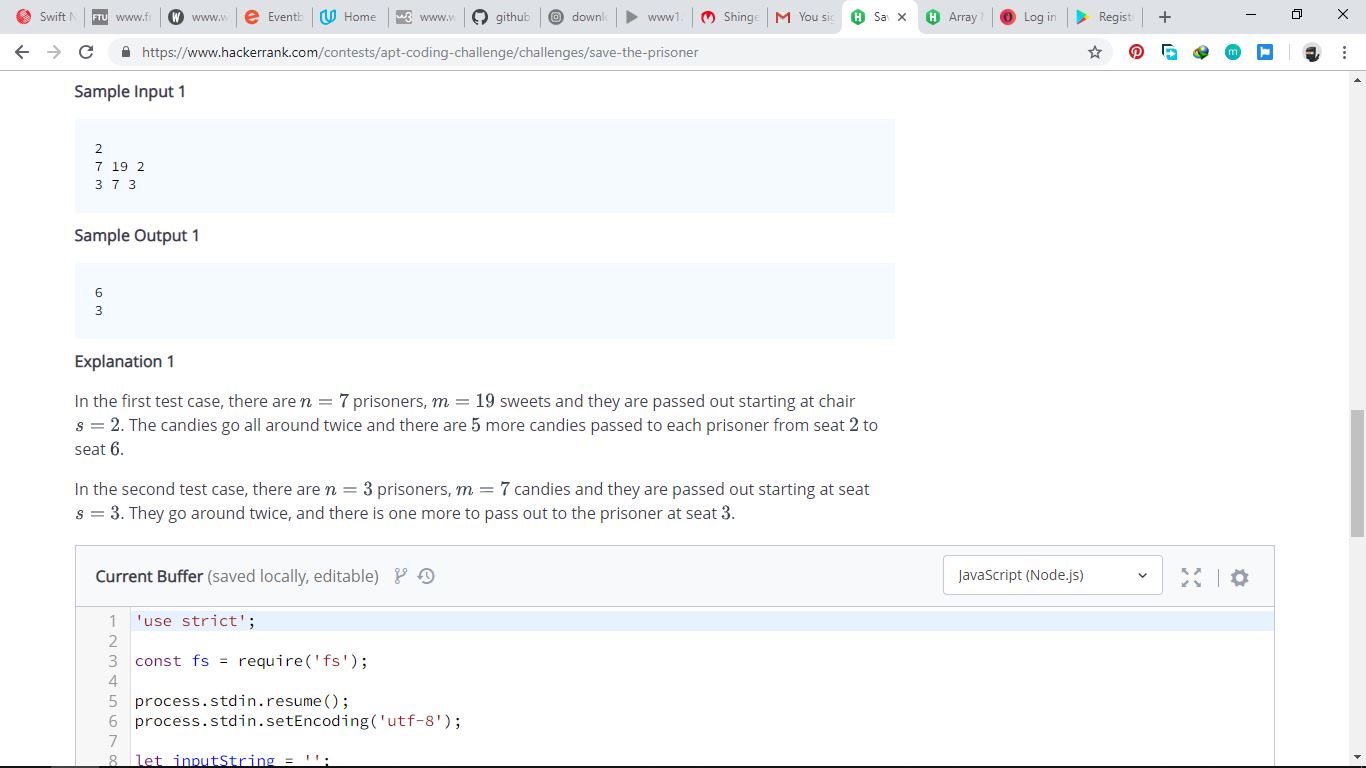 Swift
FTU www.f
W www.w
Eventb
Home
w3 www.w
github
downl
www1.
Shinge
You si
Sa
Array
Log in
Regist
https://www.hackerrank.com/contests/apt-coding-challenge/challenges/save-the-prisoner
Sample Input 1
2
7 19 2
3 7 3
Sample Output 1
6
3
Explanation 1
In the first test case, there are n = 7 prisoners, m = 19 sweets and they are passed out starting at chair
s = 2. The candies go all around twice and there are 5 more candies passed to each prisoner from seat 2 to
seat 6.
In the second test case, there are n = 3 prisoners, m = 7 candies and they are passed out starting at seat
s = 3. They go around twice, and there is one more to pass out to the prisoner at seat 3.
Current Buffer (saved locally, editable)
JavaScript (Node.js)
1 'use strict';
2
3 const fs = require('fs');
4
5 process.stdin.resume();
6 process.stdin.setEncoding('utf-8');
7
8 let inputString = '';